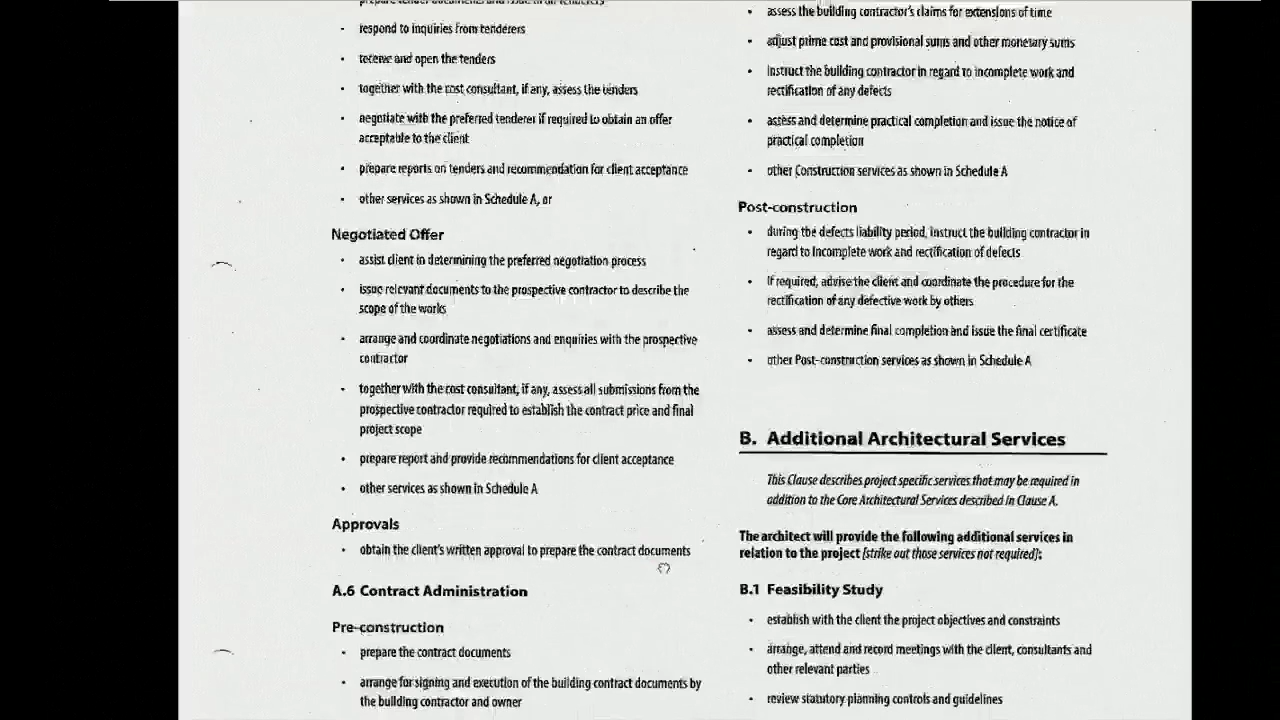 prepare tender documents and issue to all tenderers
• respond to inquiries from tenderers
• receive and open the tenders
• together with the cost consultant, if any, assess the tenders
• negotiate with the preferred tenderer if required to obtain an offer
acceptable to the client
• prepare reports on tenders and recommendation for client acceptance
• other services as shown in Schedule A, or
Negotiated Offer
• assist client in determining the preferred negotiation process
• issue relevant documents to the prospective contractor to describe the
scope of the works
• arrange and coordinate negotiations and enquiries with the prospective
contractor
• together with the cost consultant, if any, assess all submissions from the
prospective contractor required to establish the contract price and final
project scope
• prepare report and provide recommendations for client acceptance
• other services as shown in Schedule A
Approvals
• obtain the client's written approval to prepare the contract documents
A.6 Contract Administration
Pre-construction
• prepare the contract documents
• arrange for signing and execution of the building contract documents by
the building contractor and owner
• assess the building contractor's claims for extensions of time
• adjust prime cost and provisional sums and other monetary sums
• instruct the building contractor in regard to incomplete work and
rectification of any defects
• assess and determine practical completion and issue the notice of
practical completion
• other Construction services as shown in Schedule A
Post-construction
• during the defects liability period, instruct the building contractor in
regard to incomplete work and rectification of defects
• if required, advise the client and coordinate the procedure for the
rectification of any defective work by others
• assess and determine final completion and issue the final certificate
• other Post-construction services as shown in Schedule A
B. Additional Architectural Services
This Clause describes project specific services that may be required in
addition to the Core Architectural Services described in Clause A.
The architect will provide the following additional services in
relation to the project [strike out those services not required]:
B.1 Feasibility Study
• establish with the client the project objectives and constraints
• arrange, attend and record meetings with the client, consultants and
other relevant parties
• review statutory planning controls and guidelines